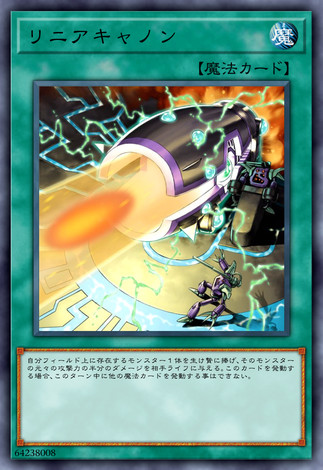 リニアキャノン
魔
【魔法カード】
自分フィールド上に存在するモンスター1体を生け贄に捧げ、そのモンスター
の元々の攻撃力の半分のダメージを相手ライフに与える。このカードを発動す
る場合、このターン中に他の魔法カードを発動する事はできない。
64238008